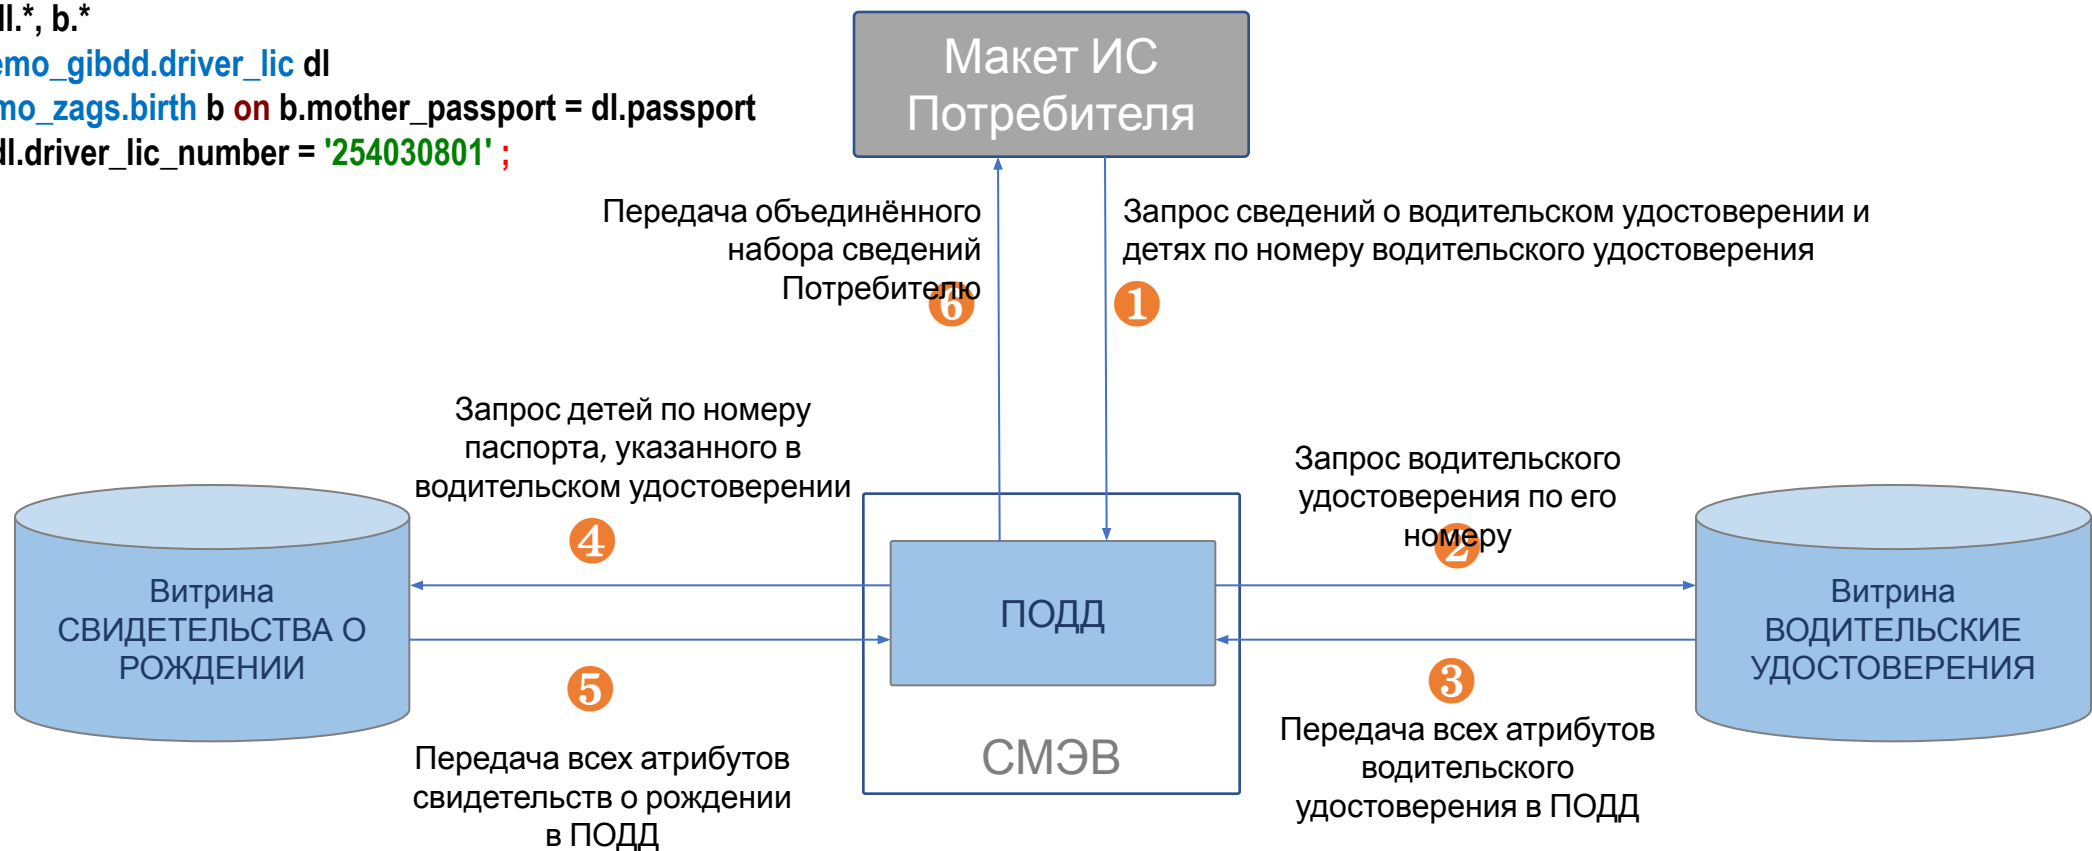 dl.*, b.*
emo_gibdd.driver_lic dl
mo_zags.birth b on b.mother_passport = dl.passport
dl.driver_lic_number = '254030801' ;
Макет ИС
Потребителя
Передача объединённого
набора сведений
Потребителю
6
Запрос сведений о водительском удостоверении и
детях по номеру водительского удостоверения
1
Запрос детей по номеру
паспорта, указанного в
водительском удостоверении
4
Запрос водительского
удостоверения по его
номеру
2
Витрина
СВИДЕТЕЛЬСТВА О
РОЖДЕНИИ
ПОДД
Витрина
ВОДИТЕЛЬСКИЕ
УДОСТОВЕРЕНИЯ
5
Передача всех атрибутов
свидетельств о рождении
в ПОДД
СМЭВ
3
Передача всех атрибутов
водительского
удостоверения в ПОДД